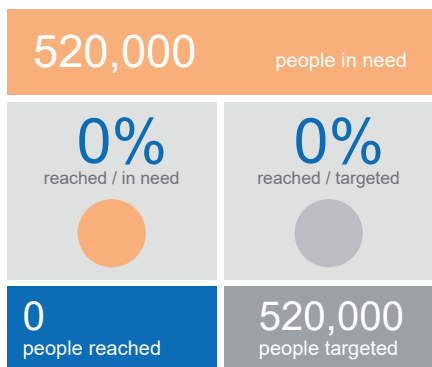 520,000 people in need
0%
reached / in need
0%
reached / targeted
0
people reached
520,000
people targeted